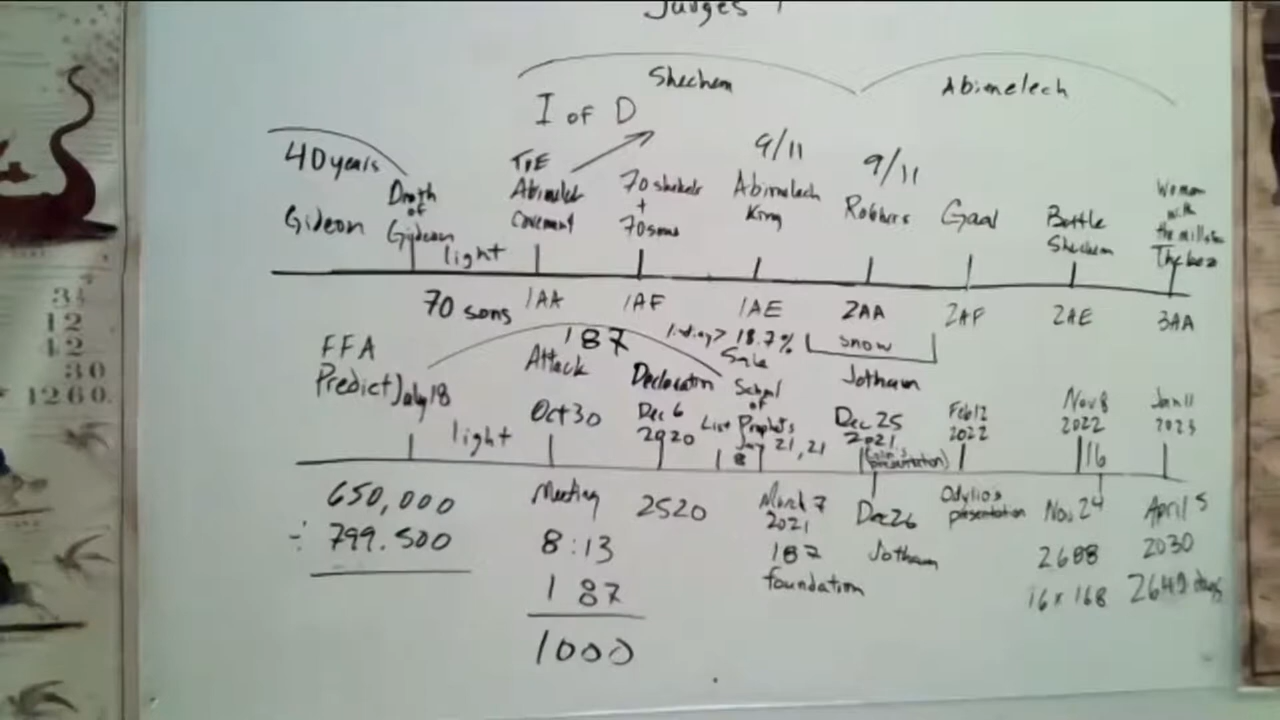 Judges
Shechem
Abimelech
I of D
9/11
9/11
40 years
Gideon
Death
of
Gideon
light
Covenant
70 shekels
+
70 sons
Abimelech
King
Robbers
Gaal
Battle
Shechem
Woman
with
the millstone
Thebez
70 sons
1AA
1AF
1AE
2AA
2AF
2AE
3AA
snow
Jotham
FFA
Predict
July 18
187
Attack
18.7%
Sale
light
Oct 30
Declaration
Dec 6
2020
School
of
Prophets
Jan 21, 21
8
Dec 25
2021
Feb 12
2022
Nov 8
2022
16
Jan 11
2023
650,000
÷ 799.500
Meeting
8:13
187
1000
2520
March 7
2021
187
foundation
Dec 26
Jotham
Odylio's
presentation
Nov 24
2688
16 x 168
April 5
2030
2649 days
3½
12
42
30
1260.